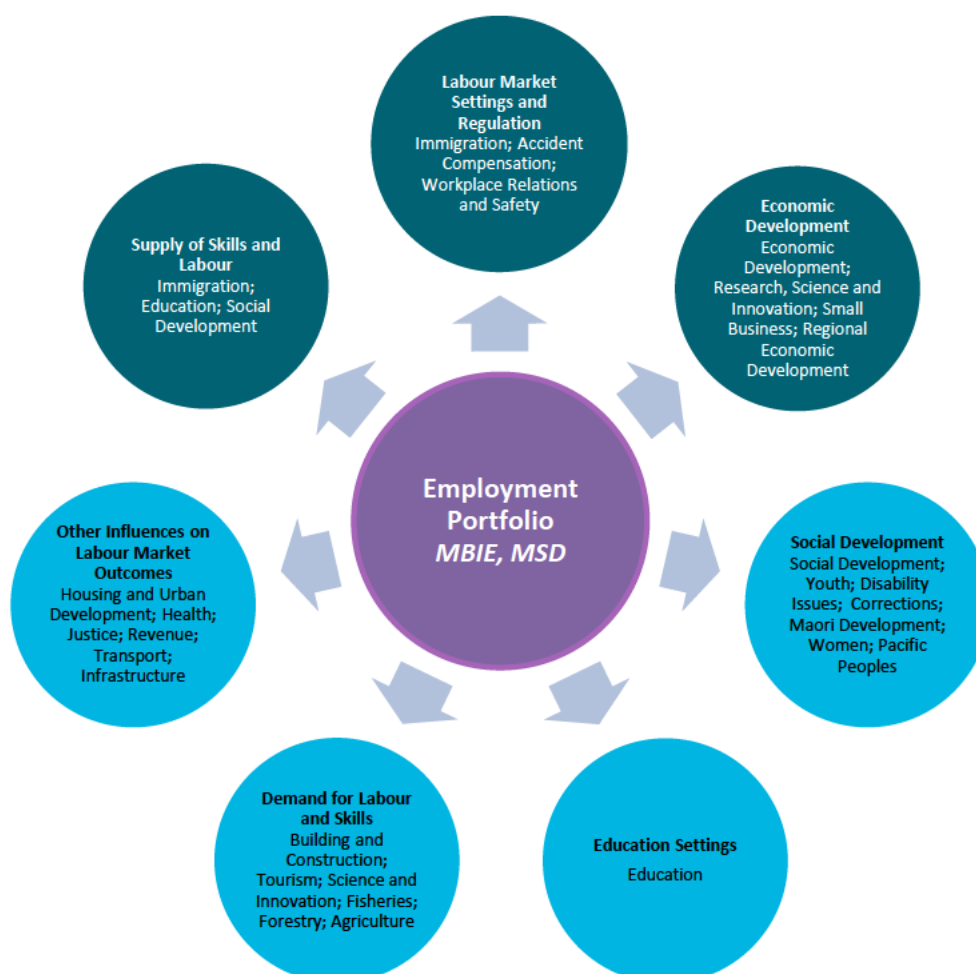 Labour Market
Settings and
Regulation
Immigration; Accident
Compensation;
Workplace Relations
and Safety
Economic
Development
Economic
Development;
Research, Science and
Innovation; Small
Business; Regional
Economic
Development
Supply of Skills and
Labour
Immigration;
Education; Social
Development
Employment
Portfolio
MBIE, MSD
Other Influences on
Labour Market
Outcomes
Housing and Urban
Development; Health;
Justice; Revenue;
Transport;
Infrastructure
Social Development
Social Development;
Youth; Disability
Issues; Corrections;
Maori Development;
Women; Pacific
Peoples
Demand for Labour
and Skills
Building and
Construction;
Tourism; Science and
Innovation; Fisheries;
Forestry; Agriculture
Education Settings
Education